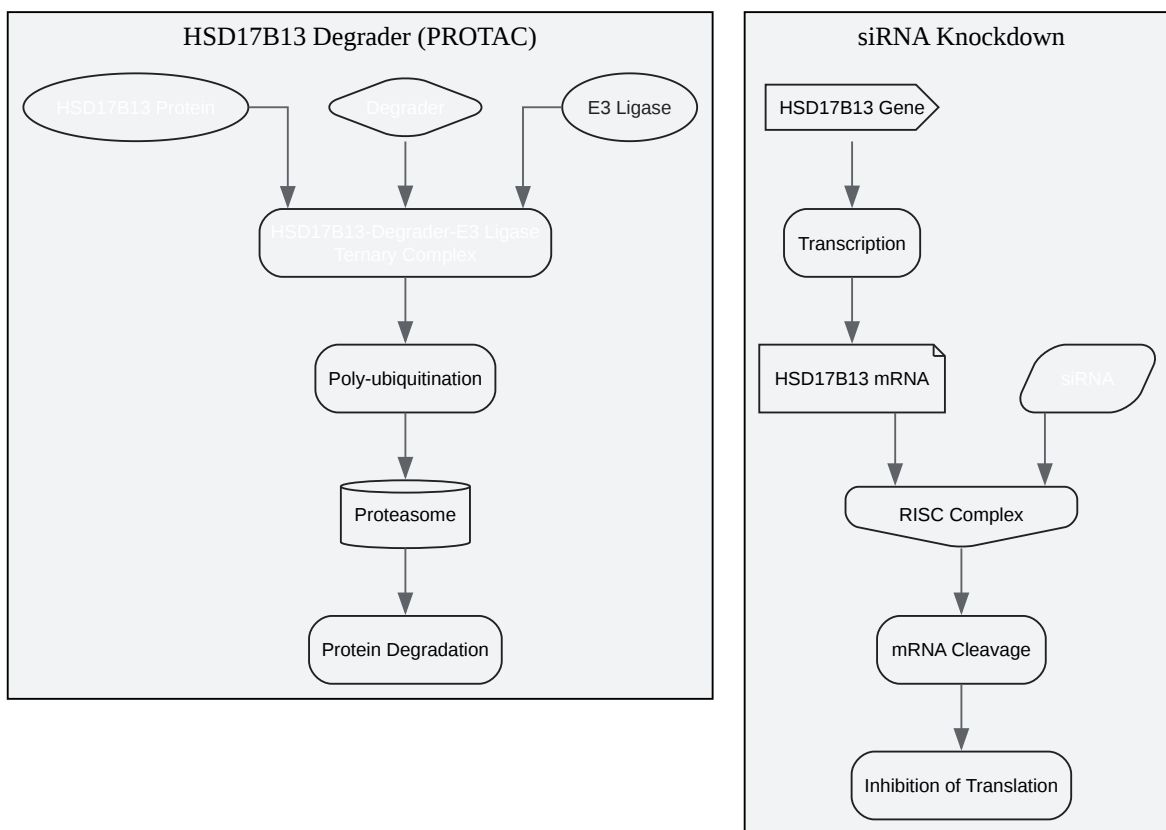 HSD17B13 Degrader (PROTAC)
HSD17B13 Protein
Degrader
E3 Ligase
HSD17B13-Degrader-E3 Ligase
Ternary Complex
Poly-ubiquitination
Proteasome
Protein Degradation
siRNA Knockdown
HSD17B13 Gene
Transcription
HSD17B13 mRNA
siRNA
RISC Complex
mRNA Cleavage
Inhibition of Translation